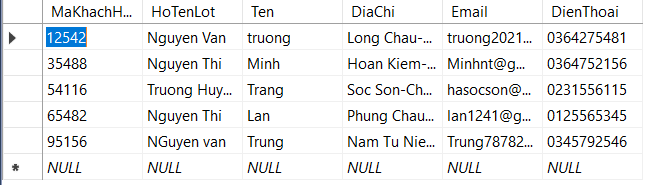 MaKhachH... HoTenLot Ten DiaChi Email DienThoai
12542 Nguyen Van truong Long Chau-... truong2021... 0364275481
35488 Nguyen Thi Minh Hoan Kiem-... Minhnt@g... 0364752156
54116 Truong Huy... Trang Soc Son-Ch... hasocson@... 0231556115
65482 Nguyen Thi Lan Phung Chau... lan1241@g... 0125565345
95156 NGuyen van Trung Nam Tu Nie... Trung78782... 0345792546
NULL NULL NULL NULL NULL NULL